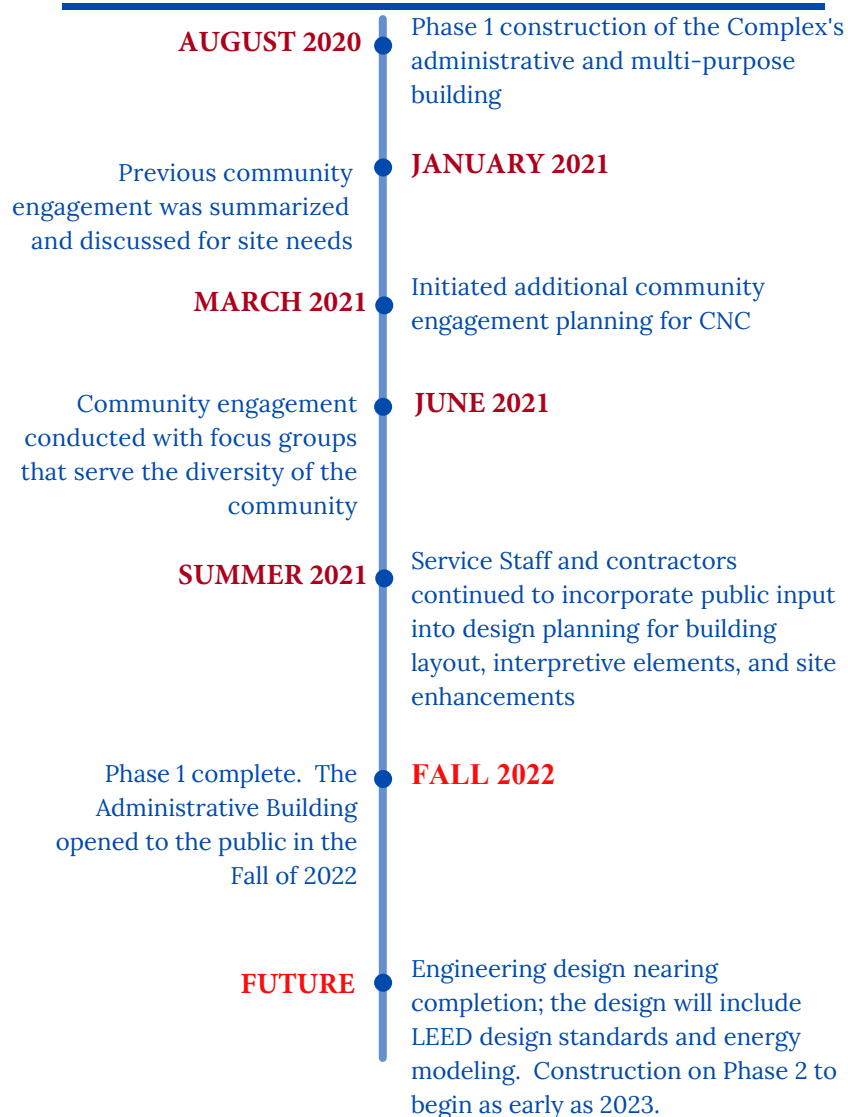 AUGUST 2020
Phase 1 construction of the Complex's
administrative and multi-purpose
building
JANUARY 2021
Previous community
engagement was summarized
and discussed for site needs
MARCH 2021
Initiated additional community
engagement planning for CNC
JUNE 2021
Community engagement
conducted with focus groups
that serve the diversity of the
community
SUMMER 2021
Service Staff and contractors
continued to incorporate public input
into design planning for building
layout, interpretive elements, and site
enhancements
FALL 2022
Phase 1 complete.  The
Administrative Building
opened to the public in the
Fall of 2022
FUTURE
Engineering design nearing
completion; the design will include
LEED design standards and energy
modeling.  Construction on Phase 2 to
begin as early as 2023.